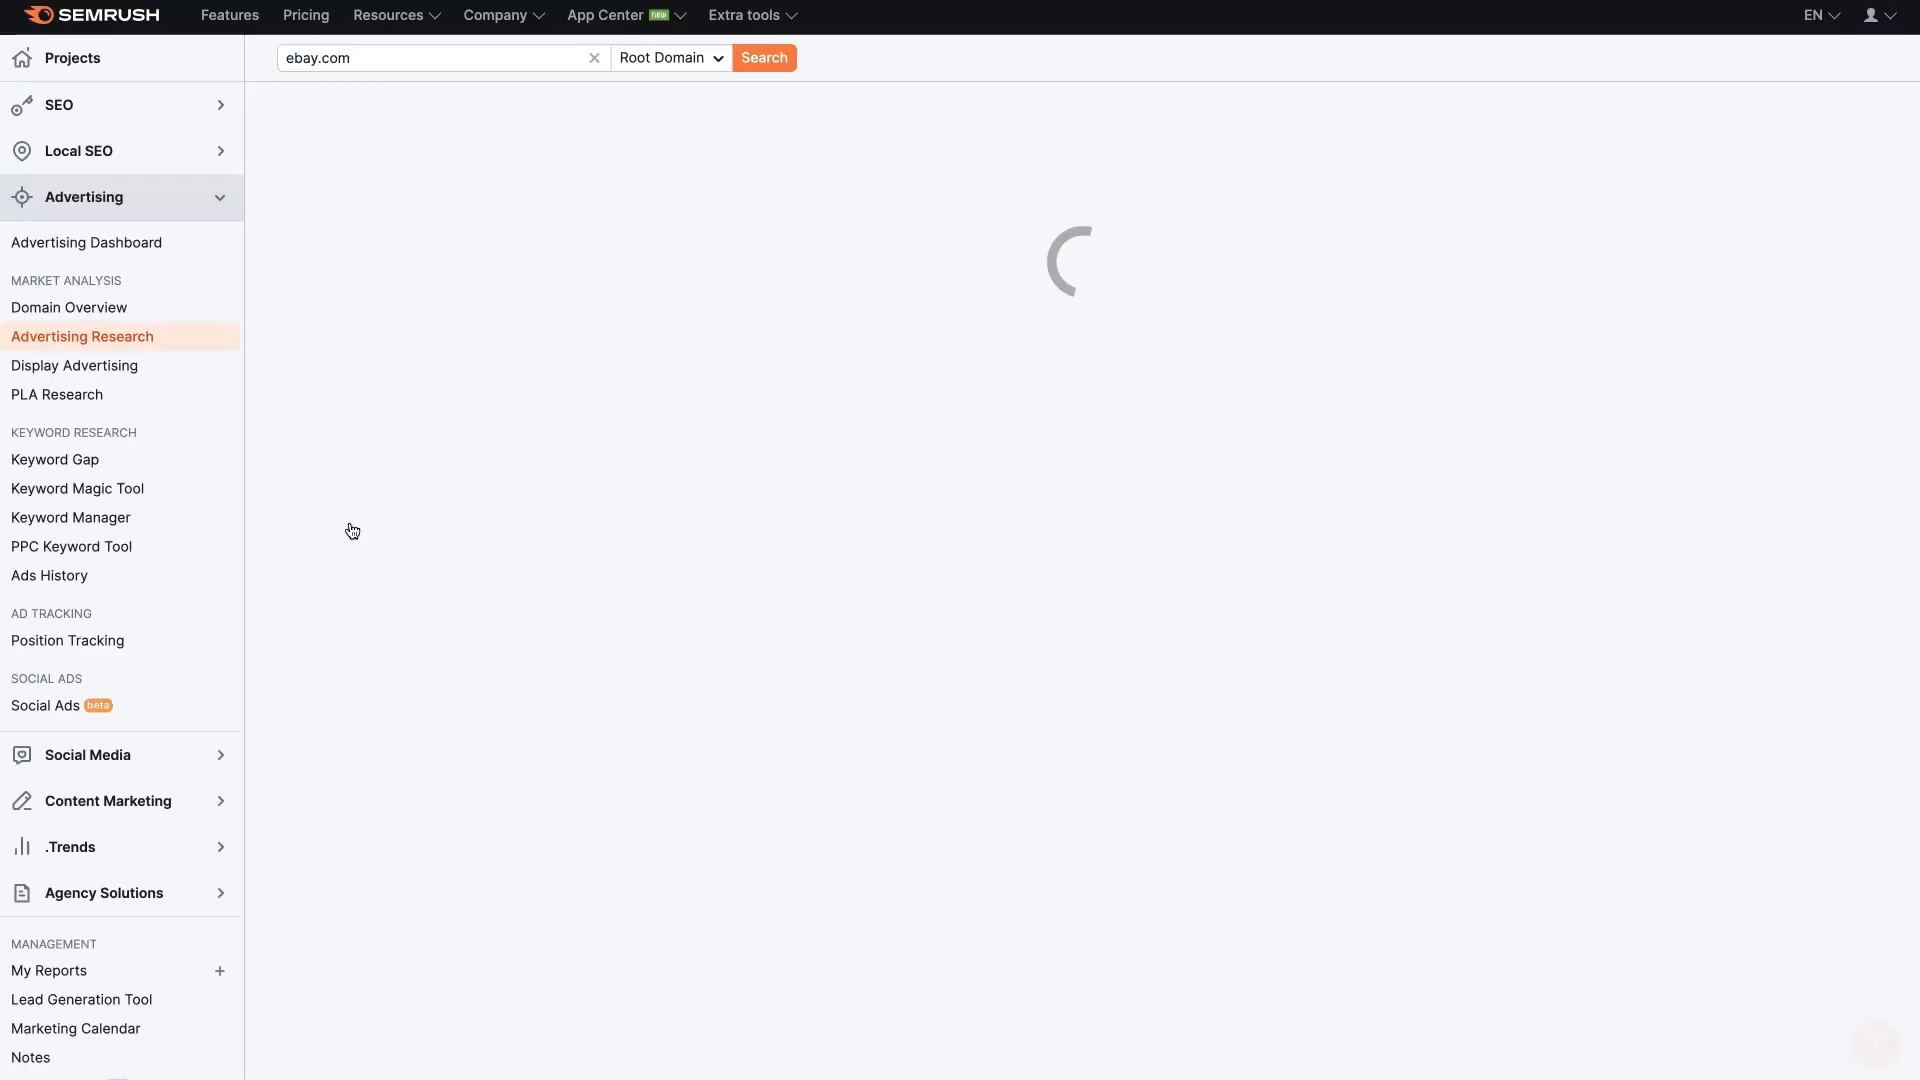 SEMRUSH
Features
Pricing
Resources
Company
App Center new
Extra tools
EN
Projects
ebay.com
Root Domain
Search
SEO
Local SEO
Advertising
Advertising Dashboard
MARKET ANALYSIS
Domain Overview
Advertising Research
Display Advertising
PLA Research
KEYWORD RESEARCH
Keyword Gap
Keyword Magic Tool
Keyword Manager
PPC Keyword Tool
Ads History
AD TRACKING
Position Tracking
SOCIAL ADS
Social Ads beta
Social Media
Content Marketing
.Trends
Agency Solutions
MANAGEMENT
My Reports
Lead Generation Tool
Marketing Calendar
Notes